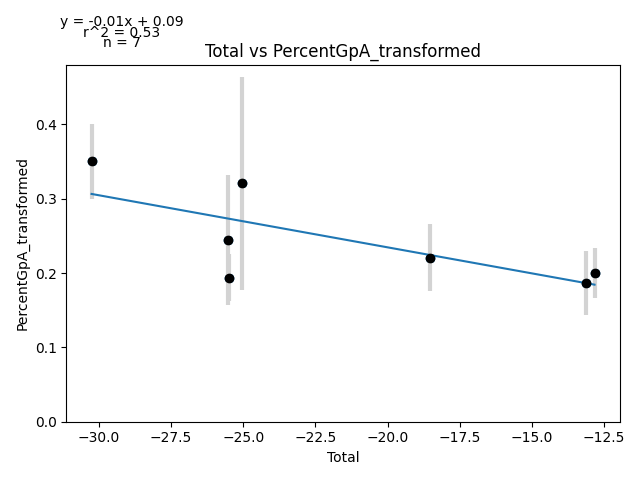 y = -0.01x + 0.09
r^2 = 0.53
n = 7
Total vs PercentGpA_transformed
PercentGpA_transformed
0.4
0.3
0.2
0.1
0.0
−30.0 −27.5 −25.0 −22.5 −20.0 −17.5 −15.0 −12.5
Total